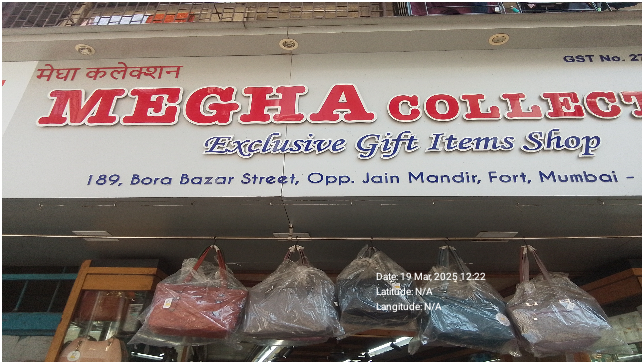 मेघा कलेक्शन
GST No. 27
MEGHA COLLECT
Exclusive Gift Items Shop
189, Bora Bazar Street, Opp. Jain Mandir, Fort, Mumbai -
Date: 19 Mar 2025 12:22
Latitude: N/A
Langitude: N/A